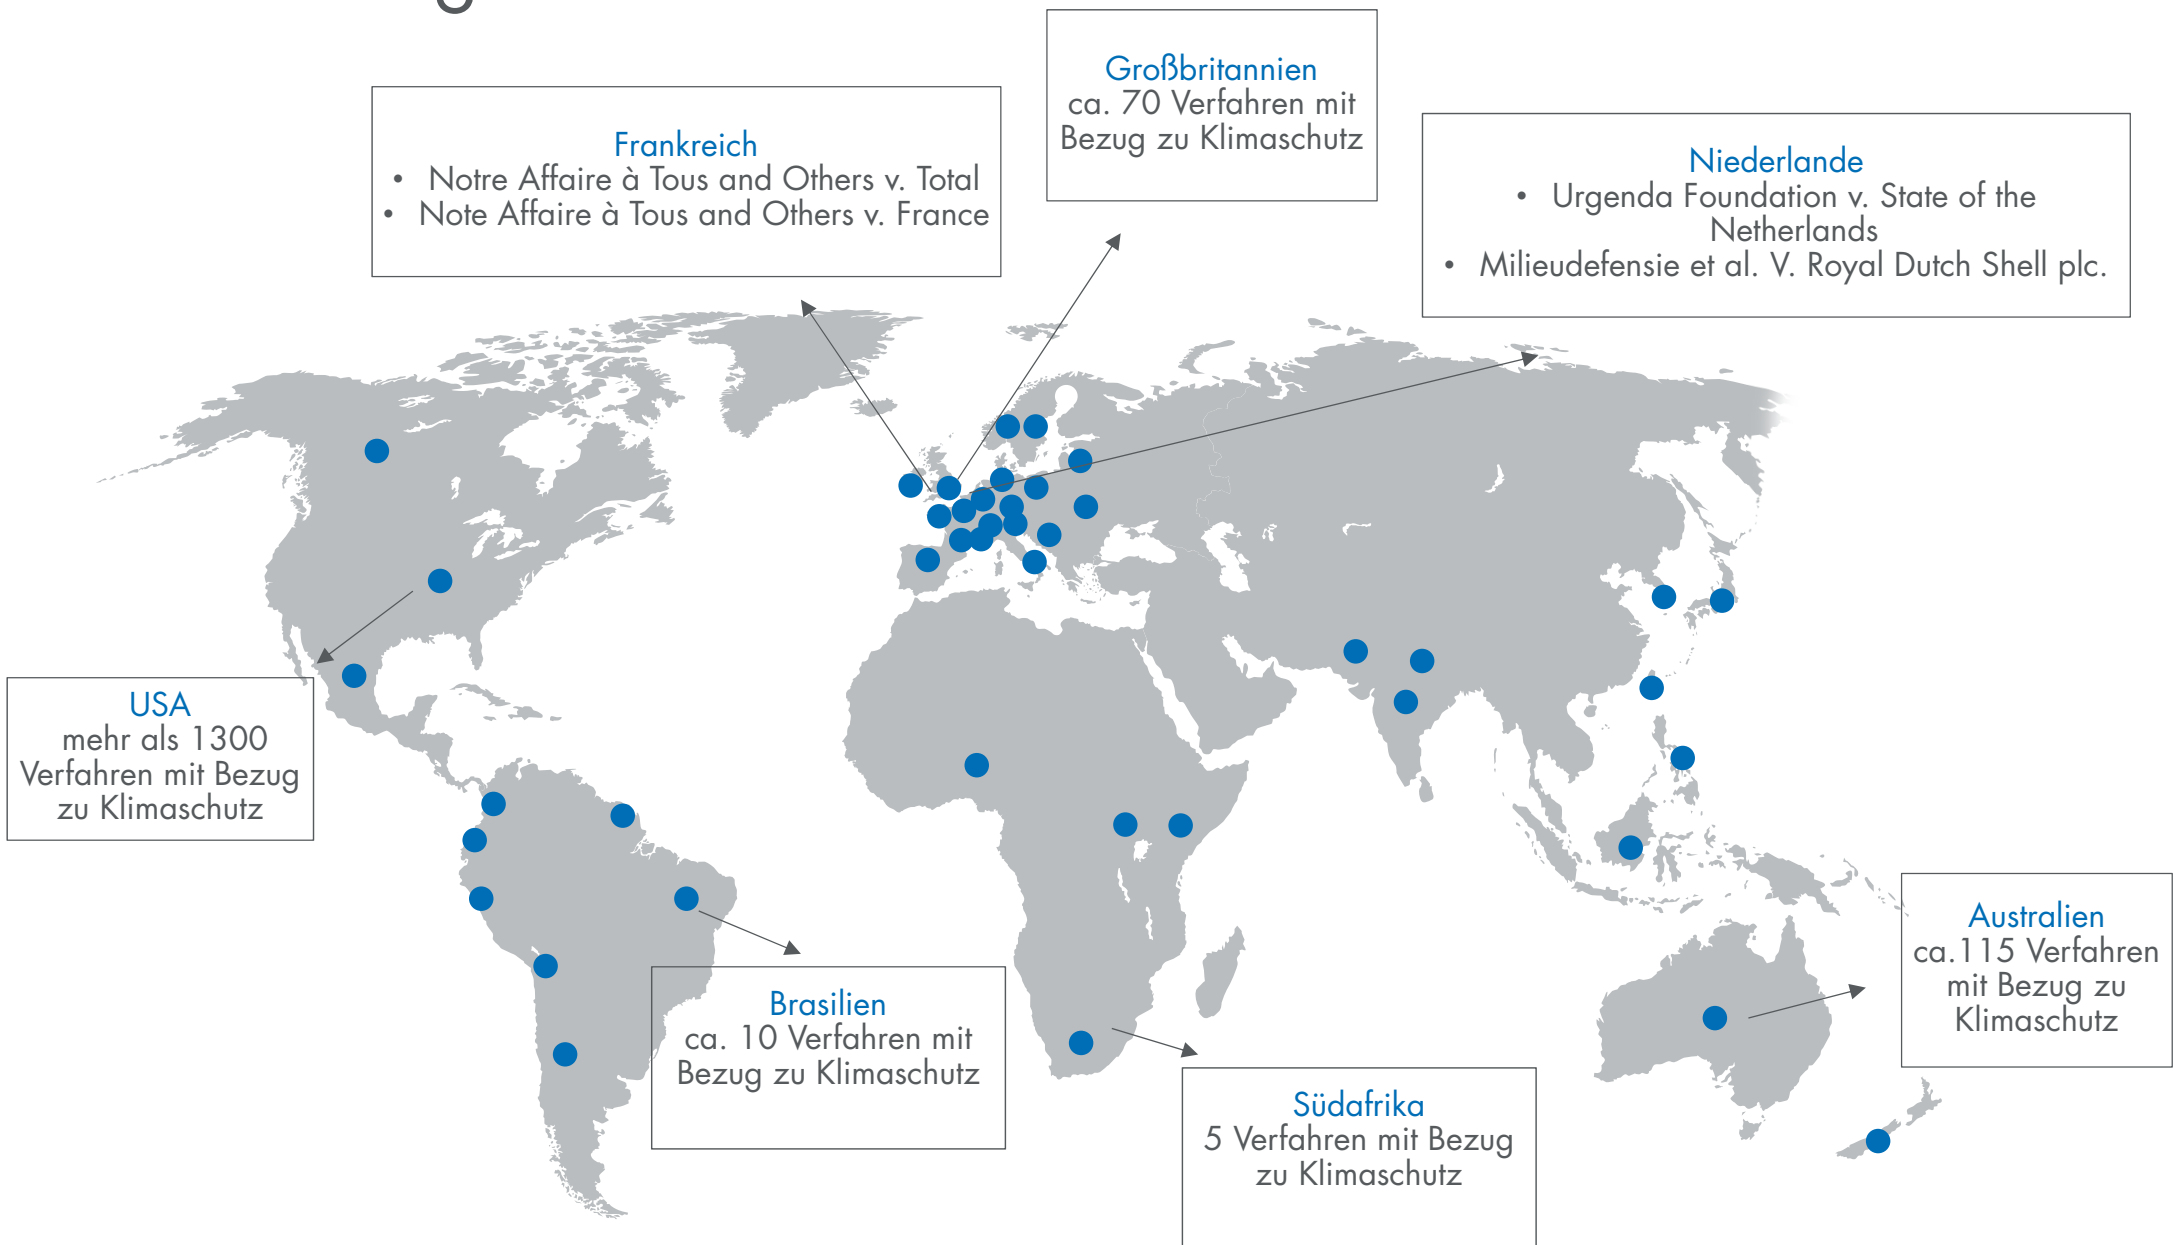 Großbritannien
ca. 70 Verfahren mit
Bezug zu Klimaschutz
Frankreich
• Notre Affaire à Tous and Others v. Total
• Note Affaire à Tous and Others v. France
Niederlande
• Urgenda Foundation v. State of the
Netherlands
• Milieudefensie et al. V. Royal Dutch Shell plc.
USA
mehr als 1300
Verfahren mit Bezug
zu Klimaschutz
Brasilien
ca. 10 Verfahren mit
Bezug zu Klimaschutz
Südafrika
5 Verfahren mit Bezug
zu Klimaschutz
Australien
ca.115 Verfahren
mit Bezug zu
Klimaschutz